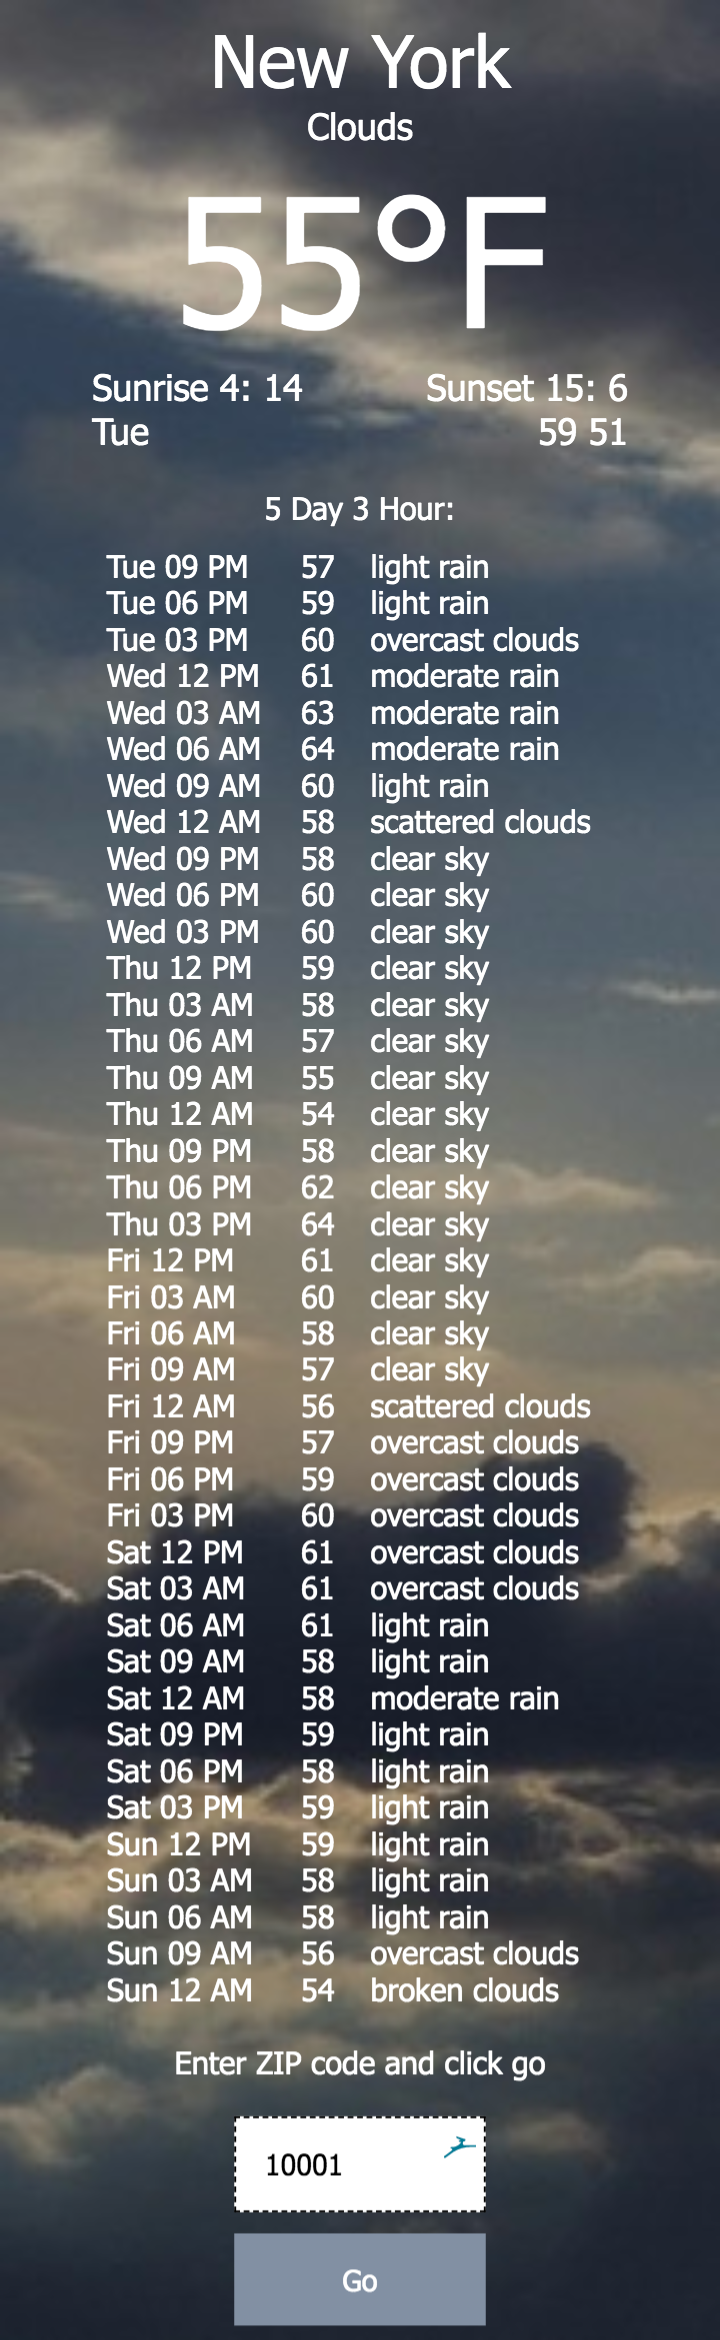 New York
Clouds
55°F
Sunrise 4: 14 Sunset 15: 6
Tue 59 51
5 Day 3 Hour:
Tue 09 PM 57 light rain
Tue 06 PM 59 light rain
Tue 03 PM 60 overcast clouds
Wed 12 PM 61 moderate rain
Wed 03 AM 63 moderate rain
Wed 06 AM 64 moderate rain
Wed 09 AM 60 light rain
Wed 12 AM 58 scattered clouds
Wed 09 PM 58 clear sky
Wed 06 PM 60 clear sky
Wed 03 PM 60 clear sky
Thu 12 PM 59 clear sky
Thu 03 AM 58 clear sky
Thu 06 AM 57 clear sky
Thu 09 AM 55 clear sky
Thu 12 AM 54 clear sky
Thu 09 PM 58 clear sky
Thu 06 PM 62 clear sky
Thu 03 PM 64 clear sky
Fri 12 PM 61 clear sky
Fri 03 AM 60 clear sky
Fri 06 AM 58 clear sky
Fri 09 AM 57 clear sky
Fri 12 AM 56 scattered clouds
Fri 09 PM 57 overcast clouds
Fri 06 PM 59 overcast clouds
Fri 03 PM 60 overcast clouds
Sat 12 PM 61 overcast clouds
Sat 03 AM 61 overcast clouds
Sat 06 AM 61 light rain
Sat 09 AM 58 light rain
Sat 12 AM 58 moderate rain
Sat 09 PM 59 light rain
Sat 06 PM 58 light rain
Sat 03 PM 59 light rain
Sun 12 PM 59 light rain
Sun 03 AM 58 light rain
Sun 06 AM 58 light rain
Sun 09 AM 56 overcast clouds
Sun 12 AM 54 broken clouds
Enter ZIP code and click go
10001
Go